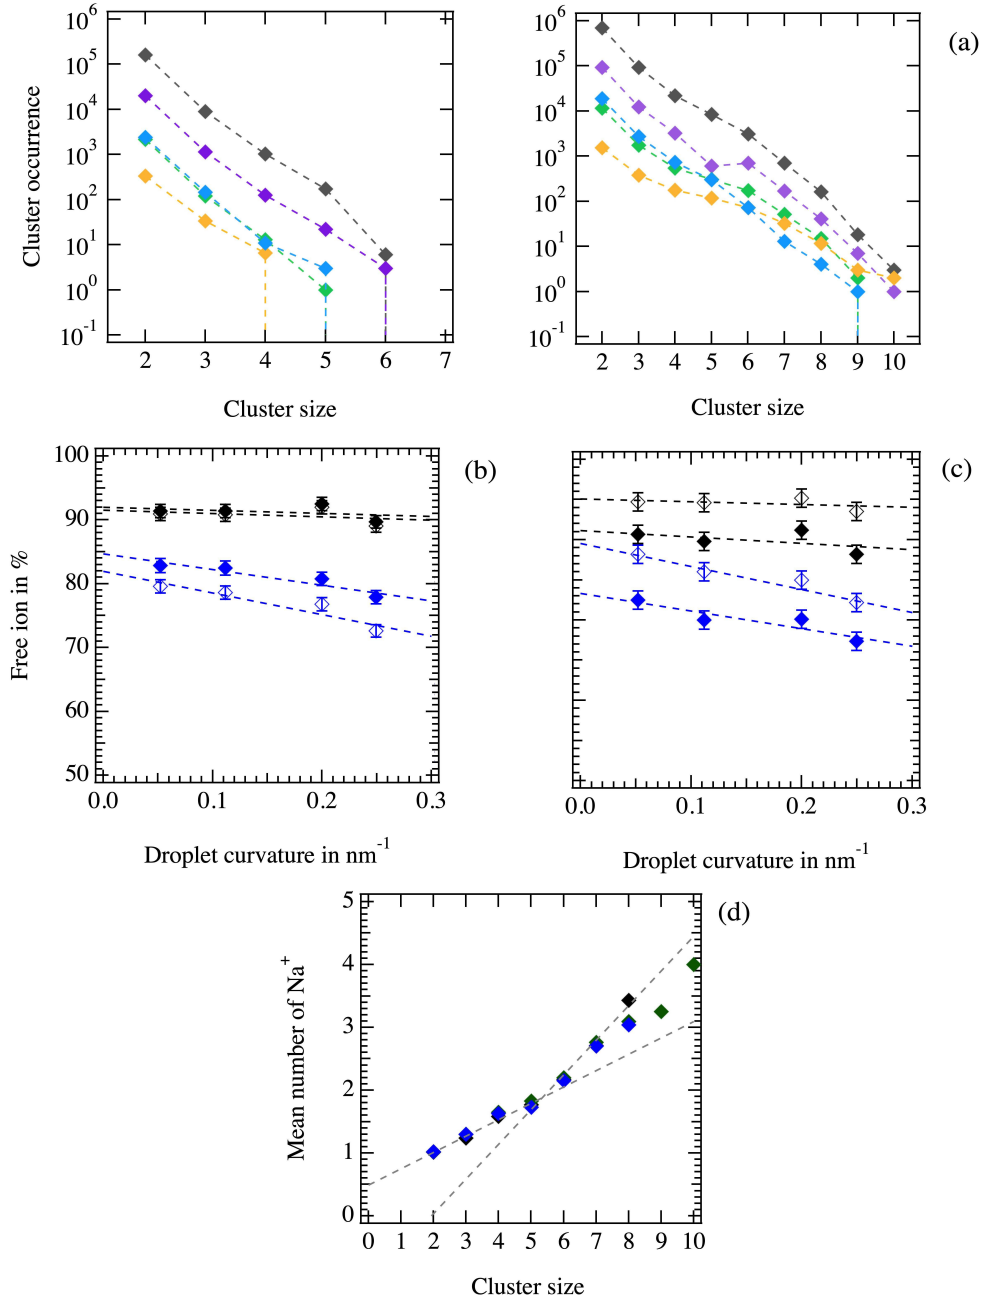 10^6
10^5
10^4
10^3
10^2
10^1
10^0
10^-1
Cluster occurrence
2 3 4 5 6 7
Cluster size
10^6
10^5
10^4
10^3
10^2
10^1
10^0
10^-1
2 3 4 5 6 7 8 9 10
Cluster size
(a)
100
90
80
70
60
50
Free ion in %
0.0 0.1 0.2 0.3
Droplet curvature in nm^-1
(b)
0.0 0.1 0.2 0.3
Droplet curvature in nm^-1
(c)
5
4
3
2
1
0
Mean number of Na^+
0 1 2 3 4 5 6 7 8 9 10
Cluster size
(d)